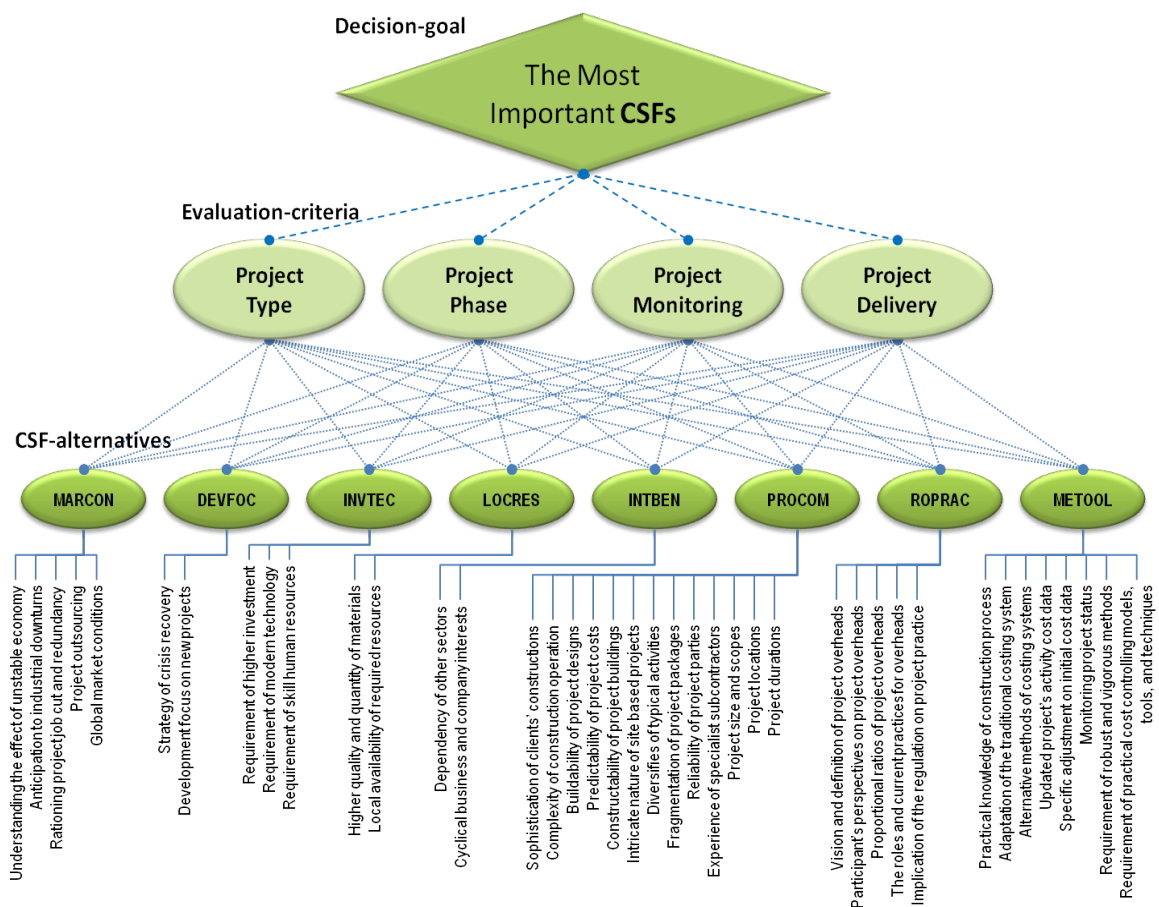 Decision-goal
The Most
Important CSFs
Evaluation-criteria
Project
Type
Project
Phase
Project
Monitoring
Project
Delivery
CSF-alternatives
MARCON
DEVFOC
INVTEC
LOCRES
INTBEN
PROCOM
ROPRAC
METOOL
Understanding the effect of unstable economy
Anticipation to industrial downturns
Rationing project job cut and redundancy
Project outsourcing
Global market conditions
Strategy of crisis recovery
Development focus on new projects
Requirement of higher investment
Requirement of modern technology
Requirement of skill human resources
Higher quality and quantity of materials
Local availability of required resources
Dependency of other sectors
Cyclical business and company interests
Sophistication of clients' constructions
Complexity of construction operation
Buildability of project designs
Predictability of project costs
Constructability of project buildings
Intricate nature of site based projects
Diversifies of typical activities
Fragmentation of project packages
Reliability of project parties
Experience of specialist subcontractors
Project size and scopes
Project locations
Project durations
Vision and definition of project overheads
Participant's perspectives on project overheads
Proportional ratios of project overheads
The roles and current practices for overheads
Implication of the regulation on project practice
Practical knowledge of construction process
Adaptation of the traditional costing system
Alternative methods of costing systems
Updated project's activity cost data
Specific adjustment on initial cost data
Monitoring project status
Requirement of robust and vigorous methods
Requirement of practical cost controlling models,
tools, and techniques